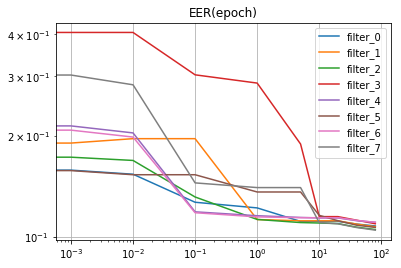 EER(epoch)
4 × 10⁻¹
3 × 10⁻¹
2 × 10⁻¹
10⁻¹
filter_0
filter_1
filter_2
filter_3
filter_4
filter_5
filter_6
filter_7
10⁻³ 10⁻² 10⁻¹ 10⁰ 10¹ 10²